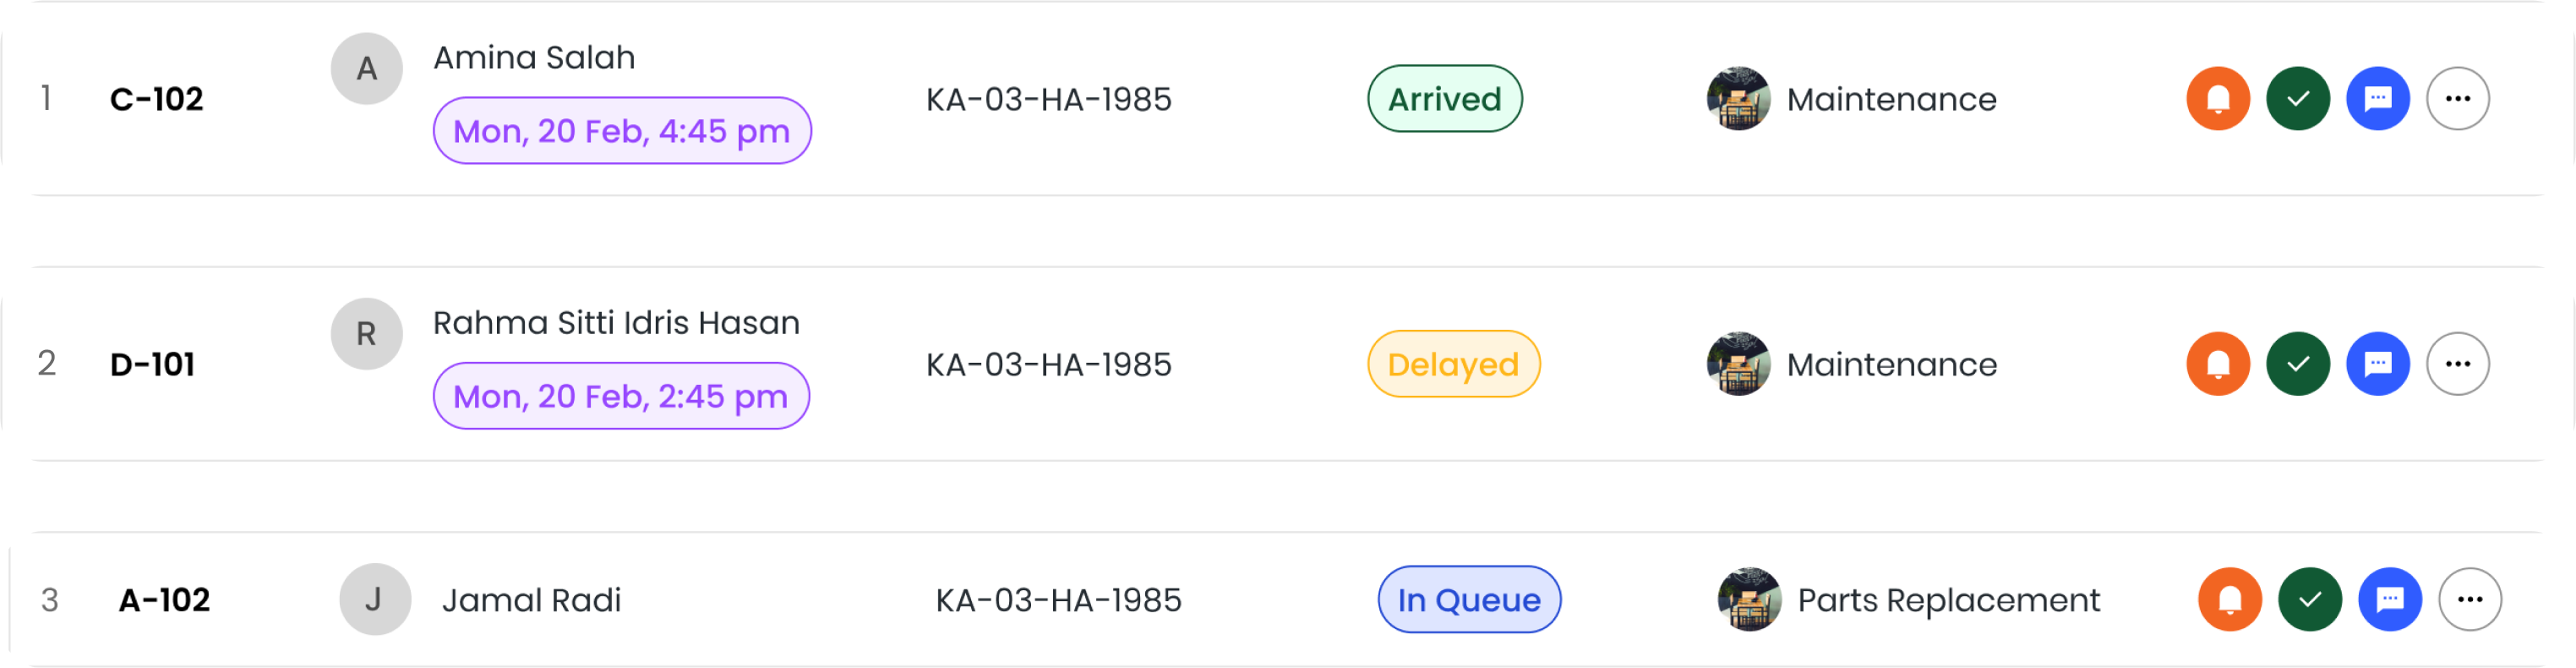 1 C-102 A Amina Salah KA-03-HA-1985 Arrived Maintenance
Mon, 20 Feb, 4:45 pm
2 D-101 R Rahma Sitti Idris Hasan KA-03-HA-1985 Delayed Maintenance
Mon, 20 Feb, 2:45 pm
3 A-102 J Jamal Radi KA-03-HA-1985 In Queue Parts Replacement